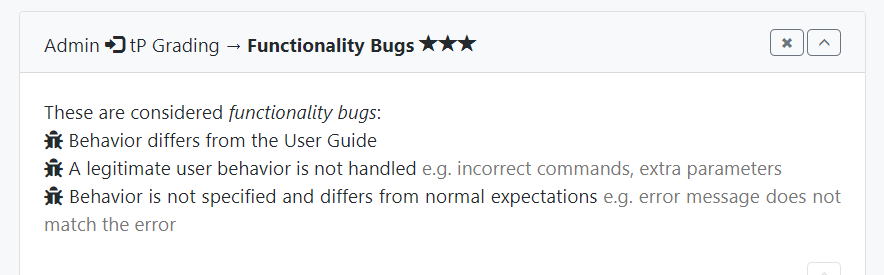 Admin tP Grading → Functionality Bugs ★★★
These are considered functionality bugs:
Behavior differs from the User Guide
A legitimate user behavior is not handled e.g. incorrect commands, extra parameters
Behavior is not specified and differs from normal expectations e.g. error message does not
match the error